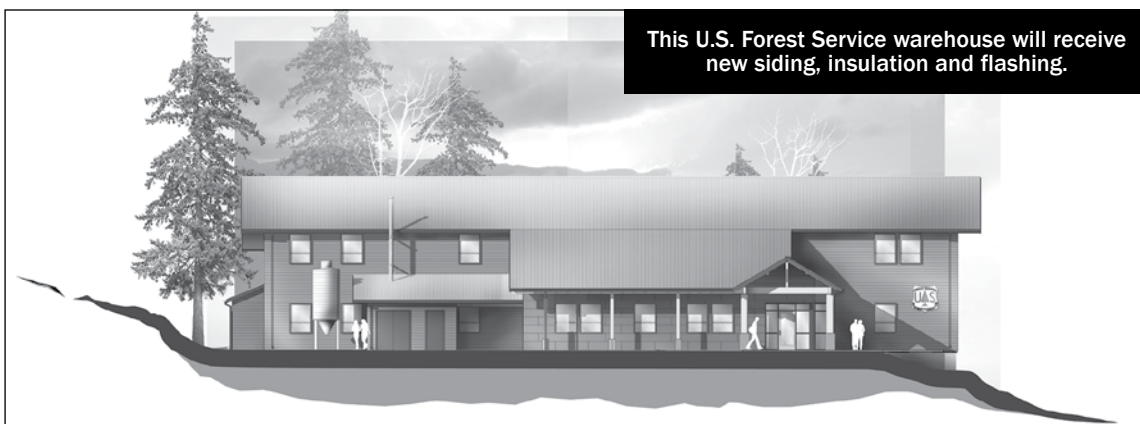 This U.S. Forest Service warehouse will receive
new siding, insulation and flashing.
U S